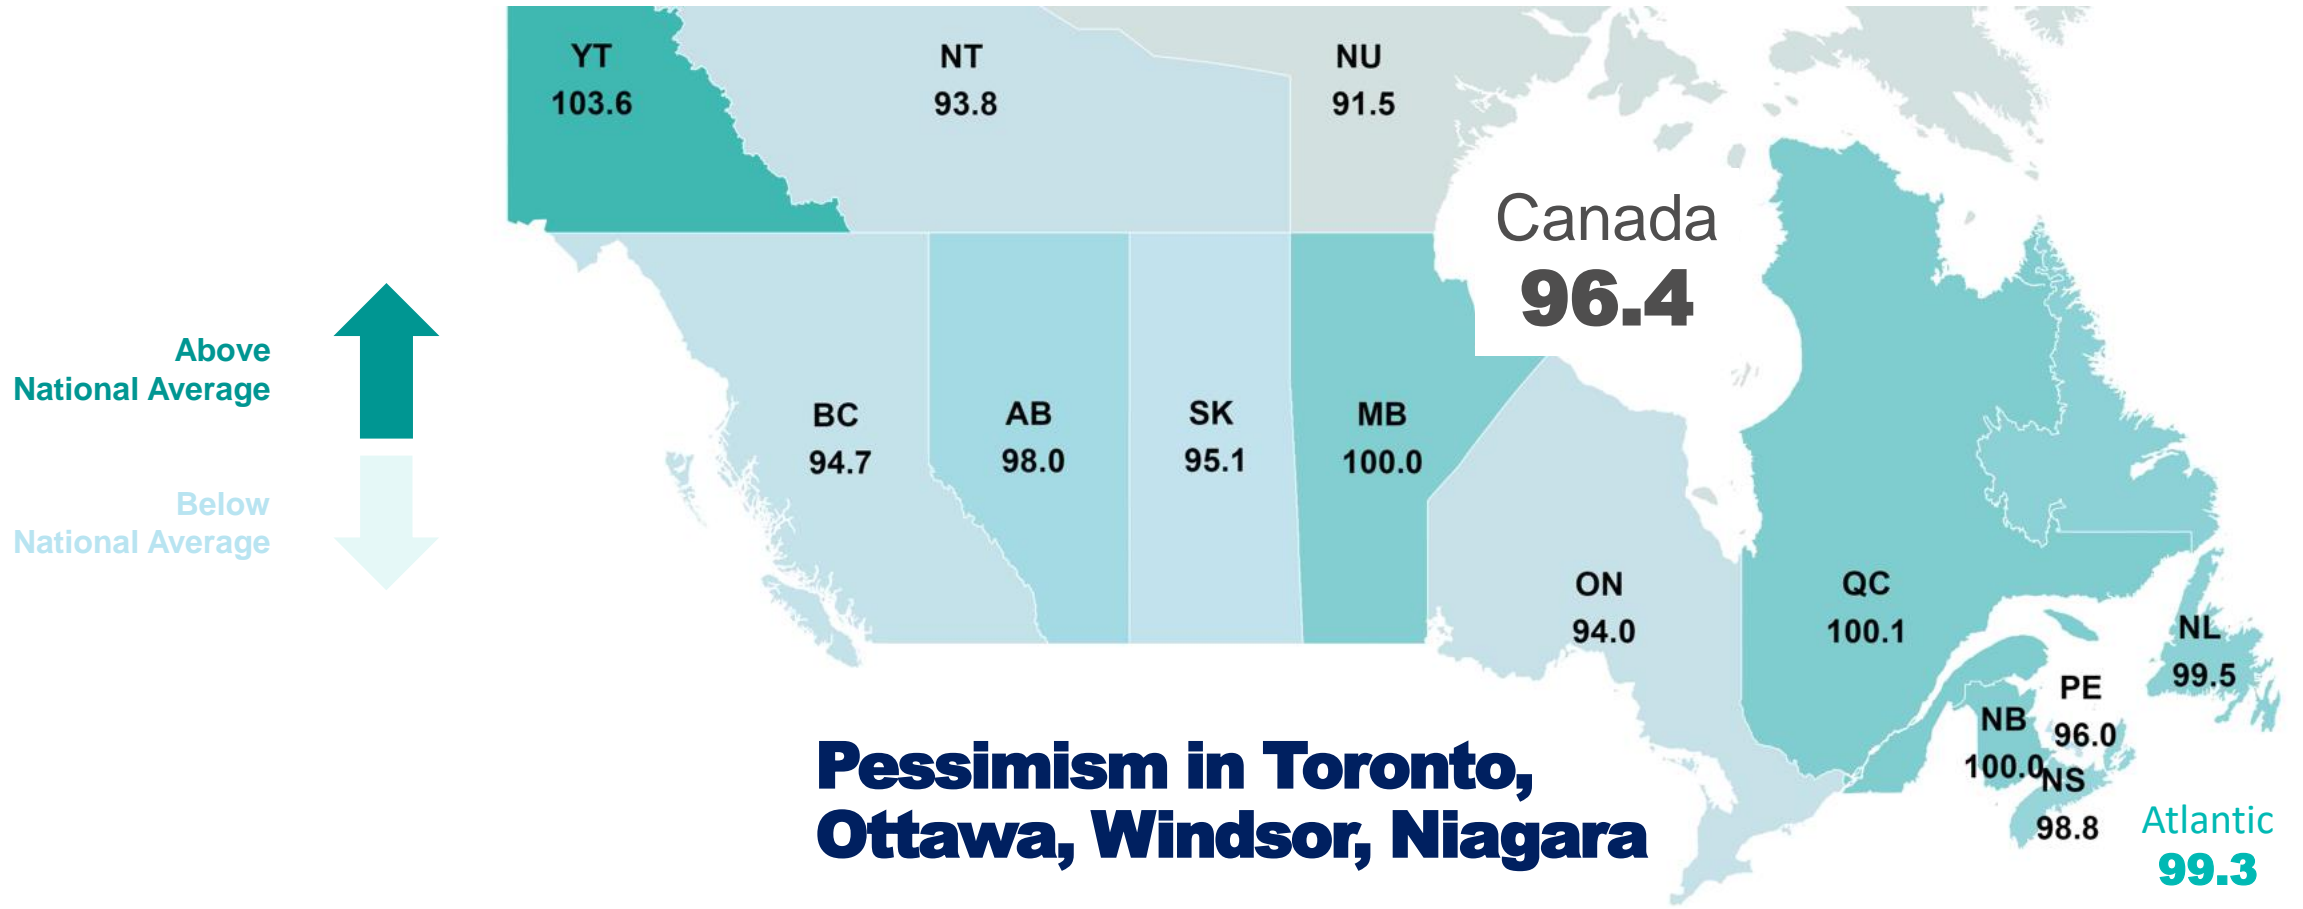 YT
103.6
NT
93.8
NU
91.5
Canada
96.4
Above
National Average
Below
National Average
BC
94.7
AB
98.0
SK
95.1
MB
100.0
ON
94.0
QC
100.1
NL
99.5
PE
96.0
NB
100.0
NS
98.8
Atlantic
99.3
Pessimism in Toronto,
Ottawa, Windsor, Niagara